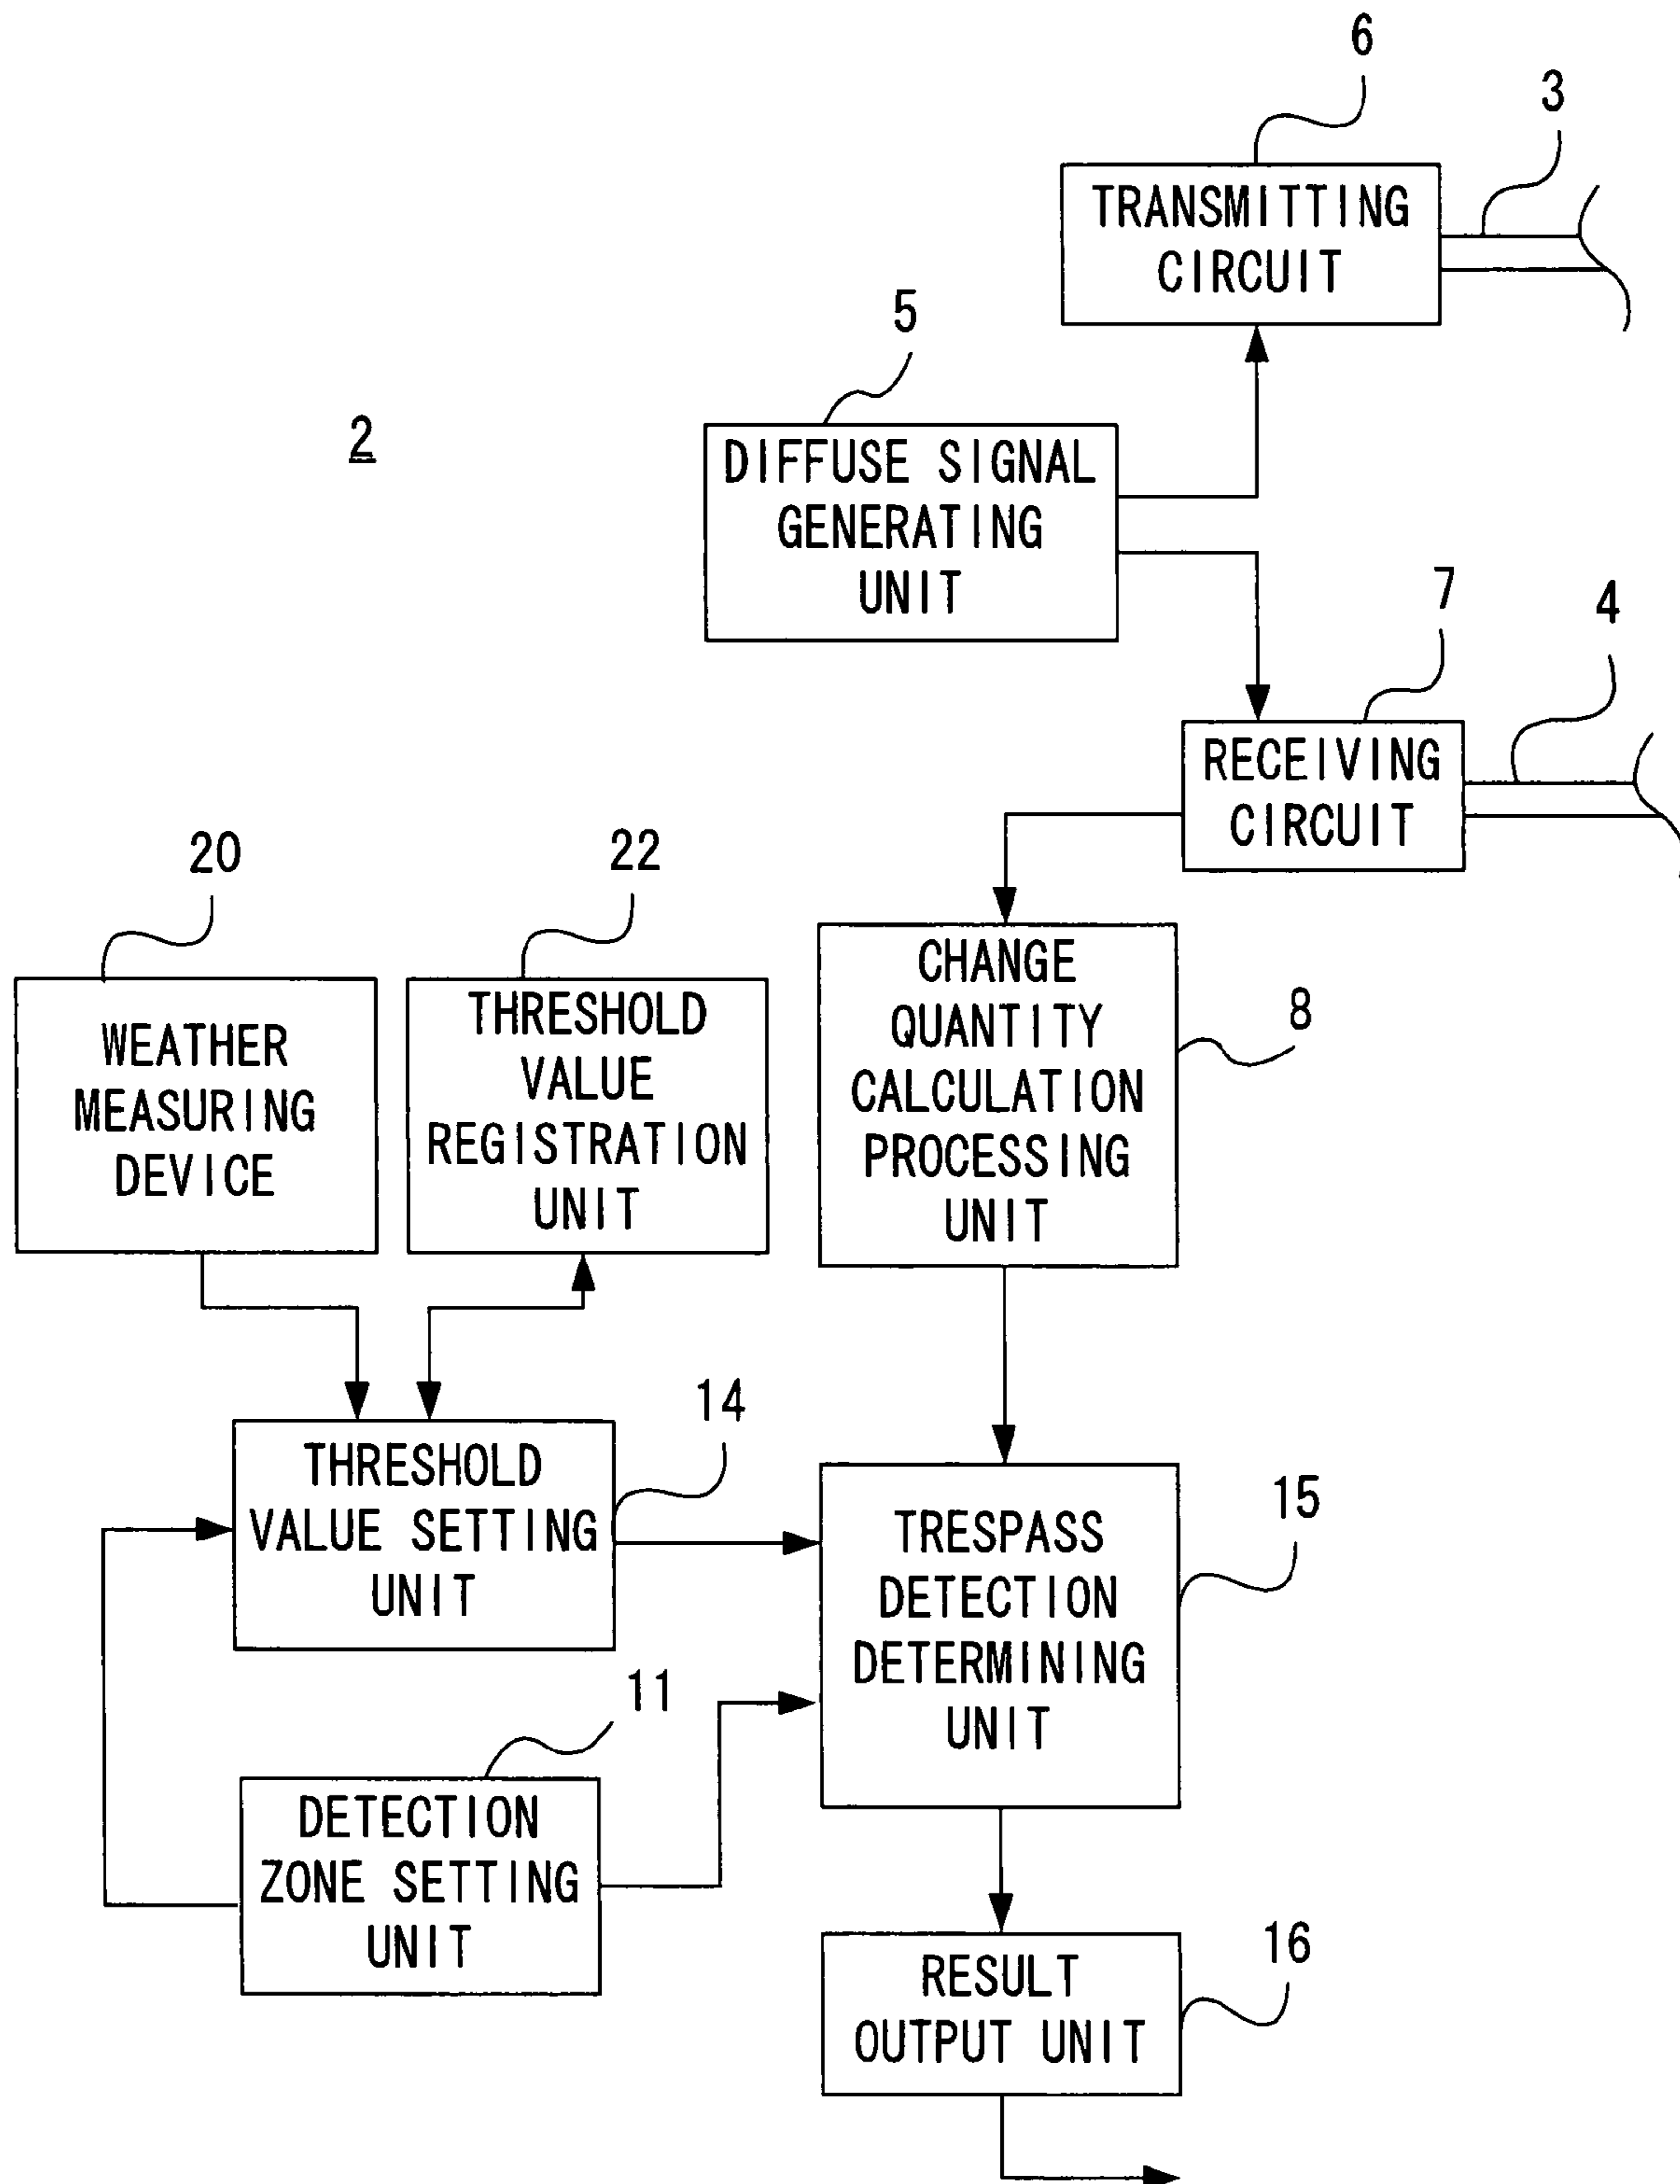 6
3
TRANSMITTING
CIRCUIT
5
2
DIFFUSE SIGNAL
GENERATING
UNIT
7
4
RECEIVING
CIRCUIT
20
22
CHANGE
QUANTITY
CALCULATION
PROCESSING
UNIT
8
WEATHER
MEASURING
DEVICE
THRESHOLD
VALUE
REGISTRATION
UNIT
14
THRESHOLD
VALUE SETTING
UNIT
15
TRESPASS
DETECTION
DETERMINING
UNIT
11
DETECTION
ZONE SETTING
UNIT
16
RESULT
OUTPUT UNIT